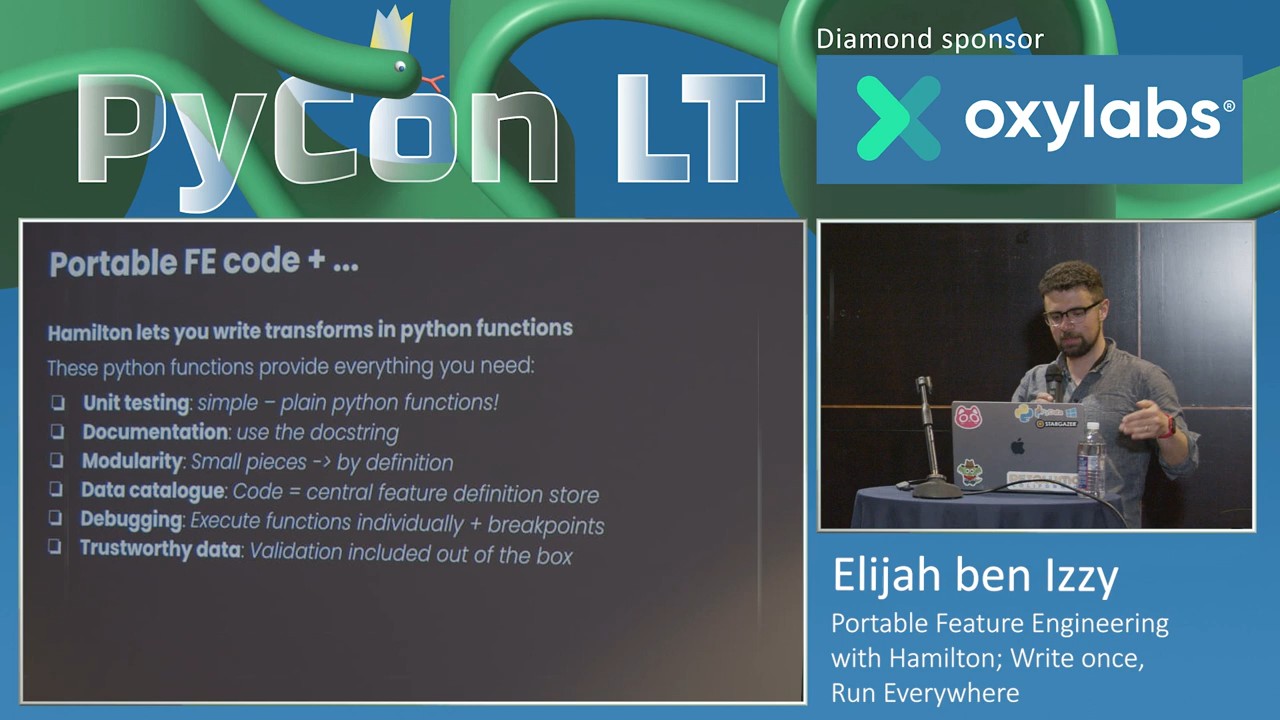 PyCon LT
Diamond sponsor
oxylabs®
Portable FE code + ...
Hamilton lets you write transforms in python functions
These python functions provide everything you need:
❏ Unit testing: simple – plain python functions!
❏ Documentation: use the docstring
❏ Modularity: Small pieces -> by definition
❏ Data catalogue: Code = central feature definition store
❏ Debugging: Execute functions individually + breakpoints
❏ Trustworthy data: Validation included out of the box
STARGAZER
Elijah ben Izzy
Portable Feature Engineering
with Hamilton; Write once,
Run Everywhere